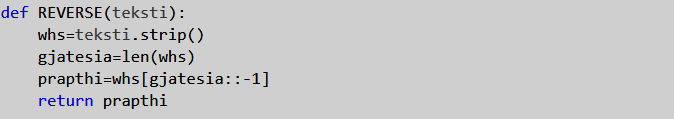 def REVERSE(teksti):
    whs=teksti.strip()
    gjatesia=len(whs)
    prapthi=whs[gjatesia::-1]
    return prapthi